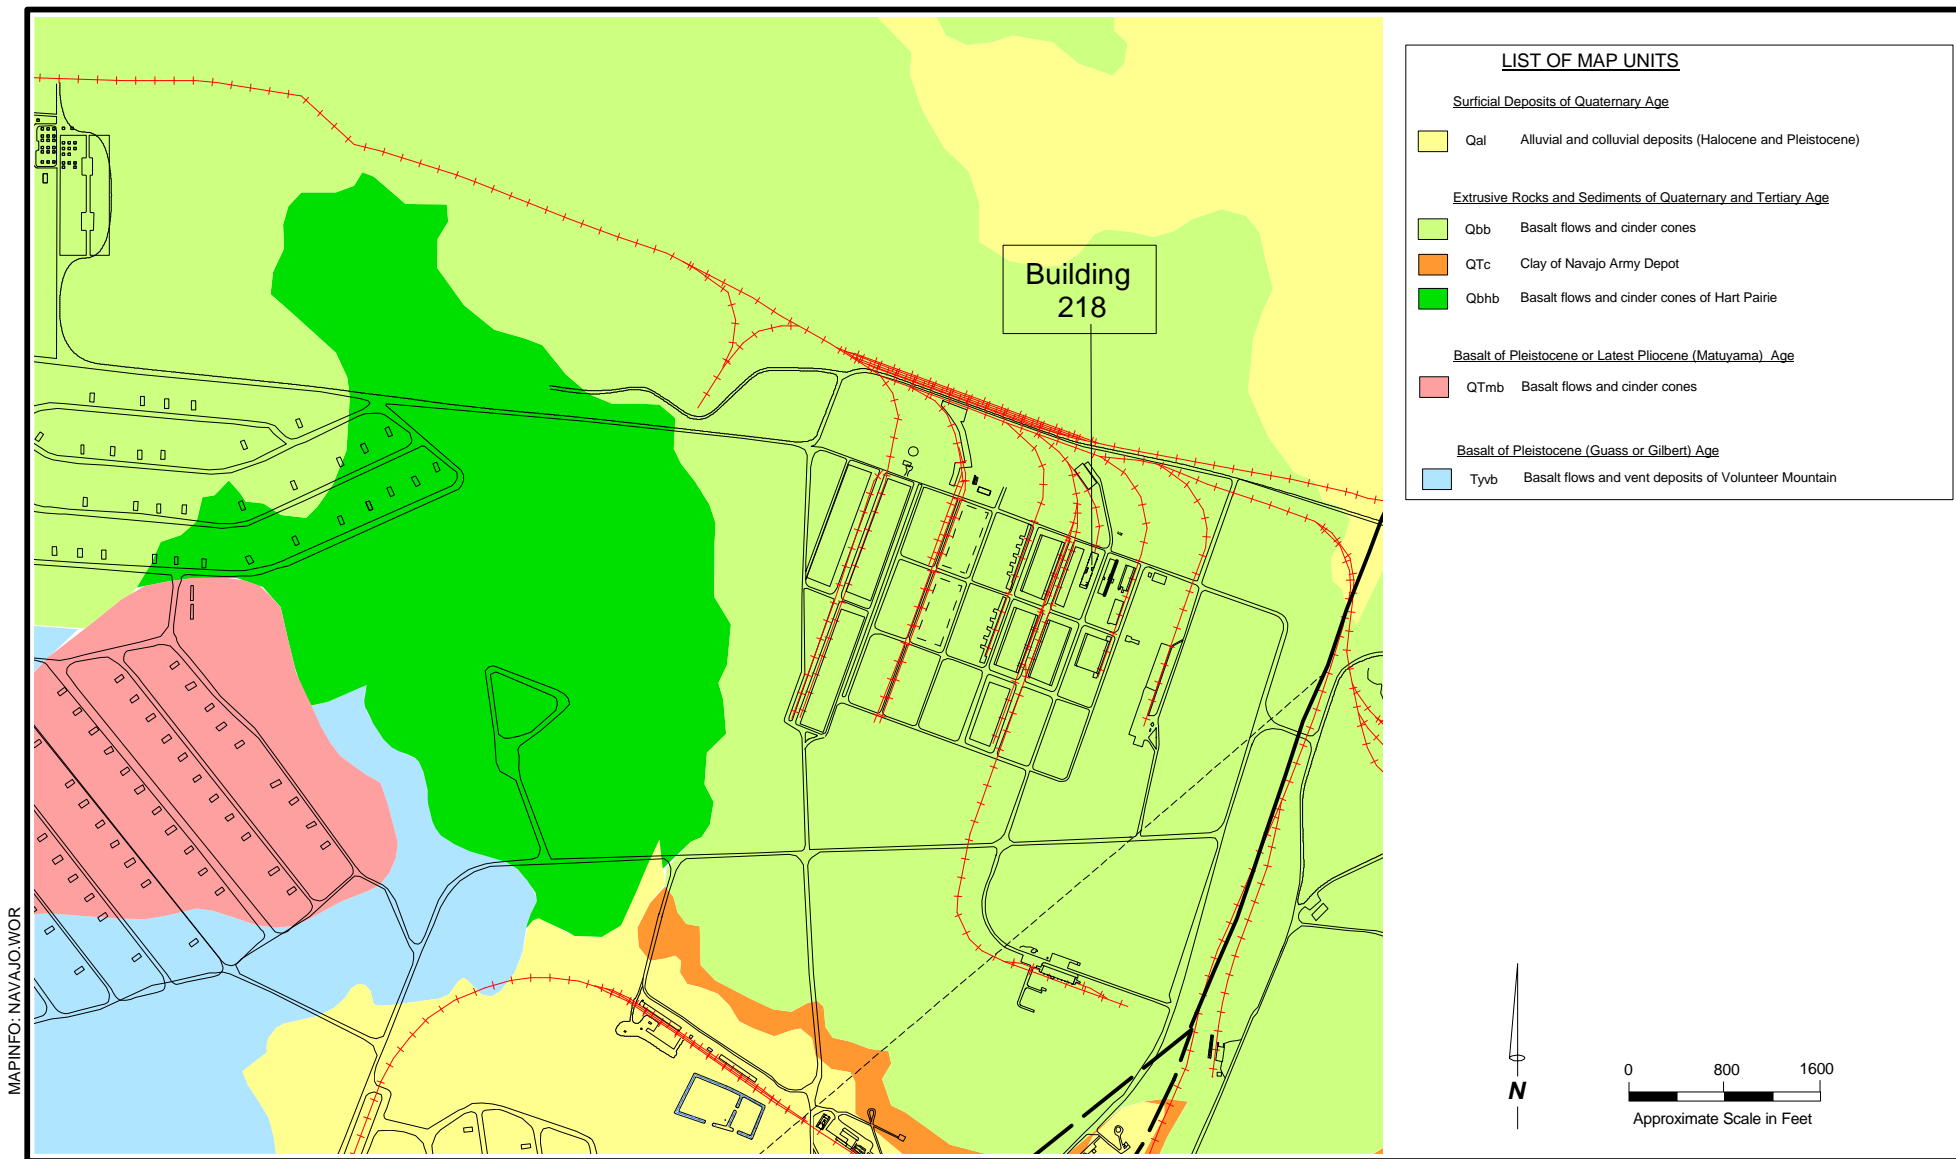 Building
218
LIST OF MAP UNITS
Surficial Deposits of Quaternary Age
Qal Alluvial and colluvial deposits (Halocene and Pleistocene)
Extrusive Rocks and Sediments of Quaternary and Tertiary Age
Qbb Basalt flows and cinder cones
QTc Clay of Navajo Army Depot
Qbhb Basalt flows and cinder cones of Hart Pairie
Basalt of Pleistocene or Latest Pliocene (Matuyama) Age
QTmb Basalt flows and cinder cones
Basalt of Pleistocene (Guass or Gilbert) Age
Tyvb Basalt flows and vent deposits of Volunteer Mountain
MAPINFO: NAVAJO.WOR
N
0 800 1600
Approximate Scale in Feet